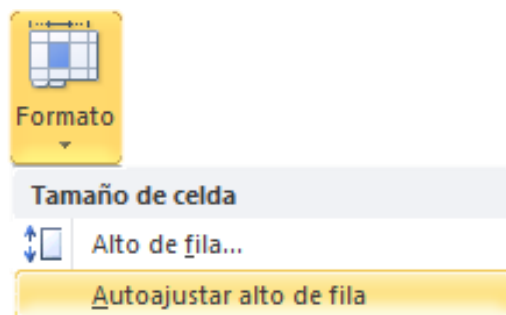 Formato
Tamaño de celda
Alto de fila...
Autoajustar alto de fila